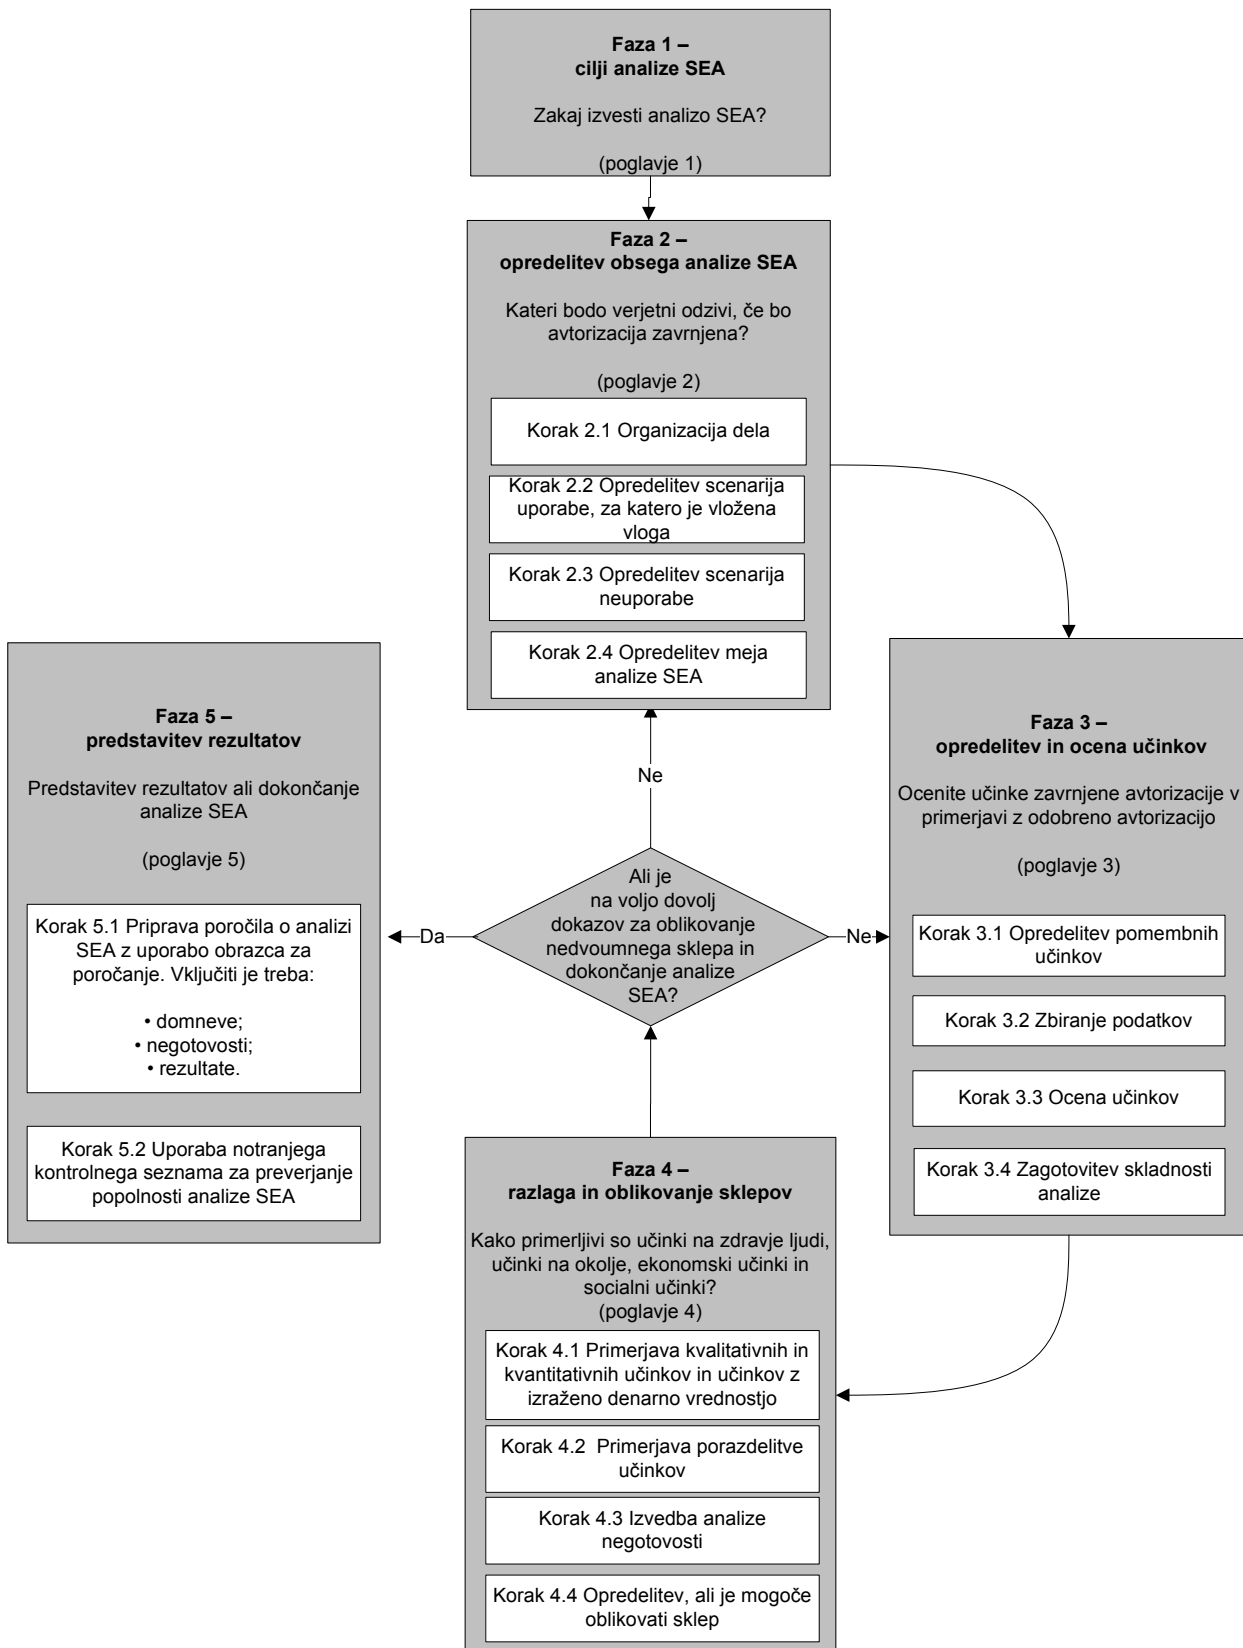 Faza 1 –
cilji analize SEA
Zakaj izvesti analizo SEA?
(poglavje 1)
Faza 2 –
opredelitev obsega analize SEA
Kateri bodo verjetni odzivi, če bo
avtorizacija zavrnjena?
(poglavje 2)
Korak 2.1 Organizacija dela
Korak 2.2 Opredelitev scenarija
uporabe, za katero je vložena
vloga
Korak 2.3 Opredelitev scenarija
neuporabe
Korak 2.4 Opredelitev meja
analize SEA
Faza 3 –
opredelitev in ocena učinkov
Ocenite učinke zavrnjene avtorizacije v
primerjavi z odobreno avtorizacijo
(poglavje 3)
Korak 3.1 Opredelitev pomembnih
učinkov
Korak 3.2 Zbiranje podatkov
Korak 3.3 Ocena učinkov
Korak 3.4 Zagotovitev skladnosti
analize
Faza 4 –
razlaga in oblikovanje sklepov
Kako primerljivi so učinki na zdravje ljudi,
učinki na okolje, ekonomski učinki in
socialni učinki?
(poglavje 4)
Korak 4.1 Primerjava kvalitativnih in
kvantitativnih učinkov in učinkov z
izraženo denarno vrednostjo
Korak 4.2 Primerjava porazdelitve
učinkov
Korak 4.3 Izvedba analize
negotovosti
Korak 4.4 Opredelitev, ali je mogoče
oblikovati sklep
Ali je
na voljo dovolj
dokazov za oblikovanje
nedvoumnega sklepa in
dokončanje analize
SEA?
Ne
Ne
Da
Faza 5 –
predstavitev rezultatov
Predstavitev rezultatov ali dokončanje
analize SEA
(poglavje 5)
Korak 5.1 Priprava poročila o analizi
SEA z uporabo obrazca za
poročanje. Vključiti je treba:
• domneve;
• negotovosti;
• rezultate.
Korak 5.2 Uporaba notranjega
kontrolnega seznama za preverjanje
popolnosti analize SEA